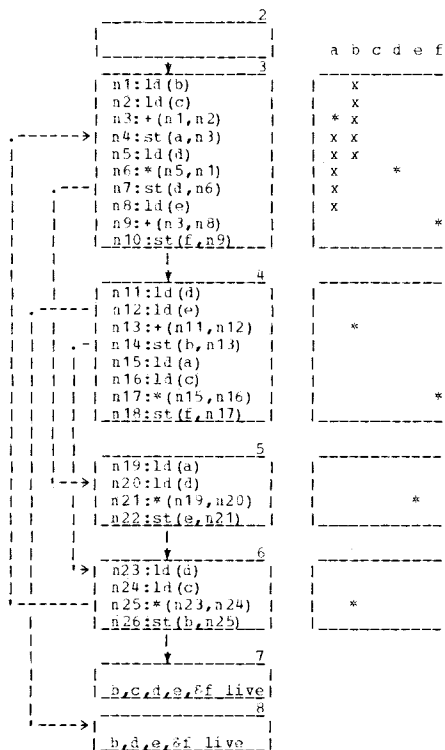 2
a b c d e f
3
n1:ld(b) x
n2:ld(c) x
n3:+(n1,n2) * x
n4:st(a,n3) x x
n5:ld(d) x x
n6:*(n5,n1) x *
n7:st(d,n6) x
n8:ld(e) x
n9:+(n3,n8) *
n10:st(f,n9)
4
n11:ld(d)
n12:ld(e)
n13:+(n11,n12) *
n14:st(b,n13)
n15:ld(a)
n16:ld(c)
n17:*(n15,n16) *
n18:st(f,n17)
5
n19:ld(a)
n20:ld(d)
n21:*(n19,n20) *
n22:st(e,n21)
6
n23:ld(d)
n24:ld(c)
n25:*(n23,n24) *
n26:st(b,n25)
7
b,c,d,e,&f live
8
b,d,e,&f live